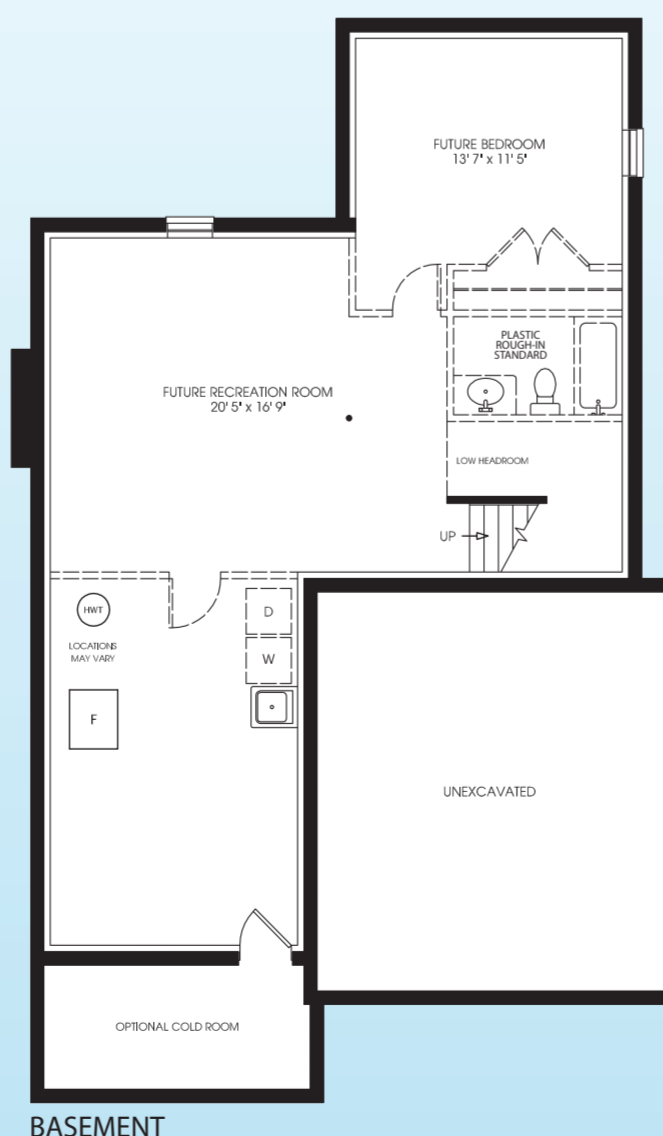 FUTURE BEDROOM
13' 7" x 11' 5"
PLASTIC
ROUGH-IN
STANDARD
FUTURE RECREATION ROOM
20' 5" x 16' 9"
LOW HEADROOM
UP
HWT
D
LOCATIONS
MAY VARY
W
F
UNEXCAVATED
OPTIONAL COLD ROOM
BASEMENT